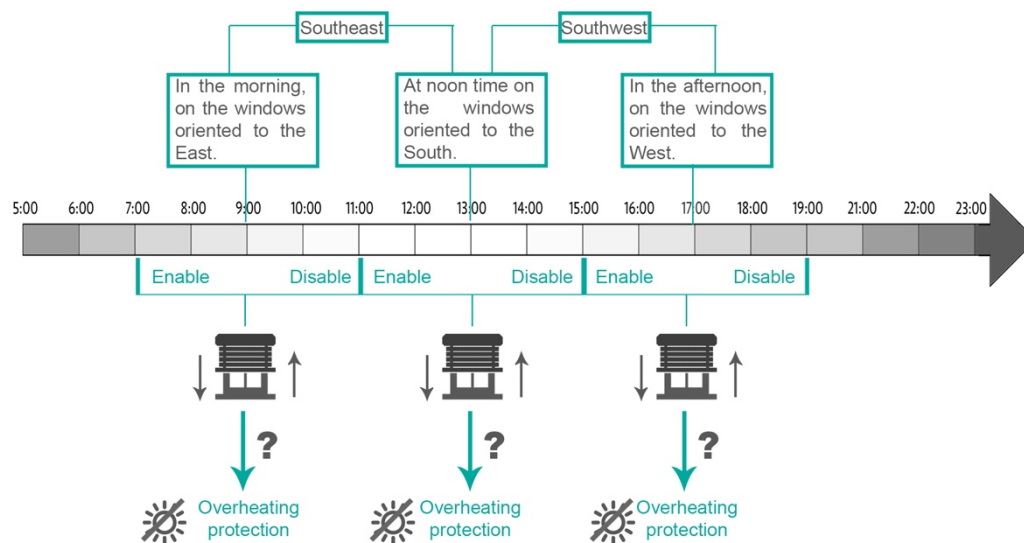 Southeast
Southwest
In the morning,
on the windows
oriented to the
East.
At noon time on
the windows
oriented to the
South.
In the afternoon,
on the windows
oriented to the
West.
5:00 6:00 7:00 8:00 9:00 10:00 11:00 12:00 13:00 14:00 15:00 16:00 17:00 18:00 19:00 21:00 22:00 23:00
Enable Disable Enable Disable Enable Disable
? ? ?
Overheating
protection
Overheating
protection
Overheating
protection